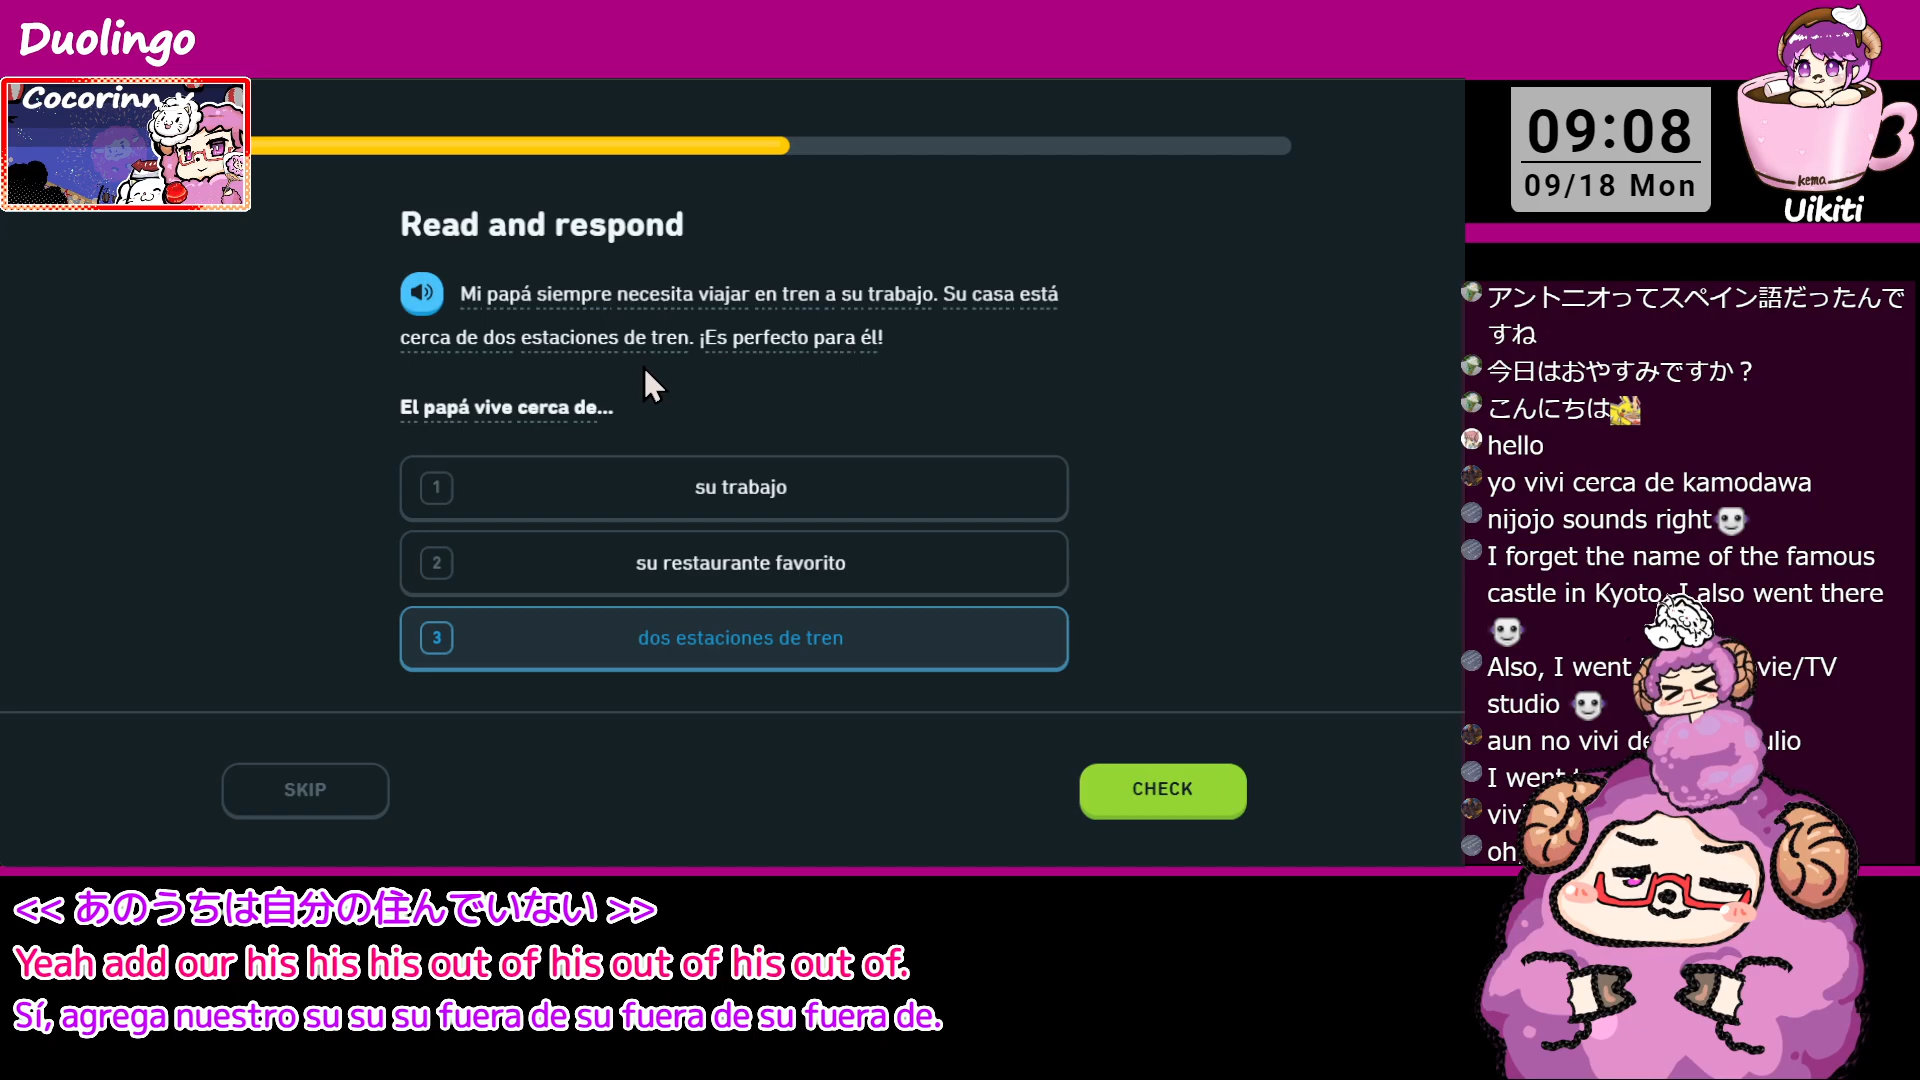 Duolingo
Cocorinn
09:08
09/18 Mon
kema
Uikiti
Read and respond
Mi papá siempre necesita viajar en tren a su trabajo. Su casa está
cerca de dos estaciones de tren. ¡Es perfecto para él!
El papá vive cerca de...
1 su trabajo
2 su restaurante favorito
3 dos estaciones de tren
SKIP
CHECK
アントニオってスペイン語だったんで
すね
今日はおやすみですか？
こんにちは
hello
yo vivi cerca de kamodawa
nijojo sounds right
I forget the name of the famous
castle in Kyoto, I also went there
Also, I went vie/TV
studio
aun no vivi ulio
I went
oh,
<< あのうちは自分の住んでいない >>
Yeah add our his his his out of his out of his out of.
Sí, agrega nuestro su su su fuera de su fuera de su fuera de.